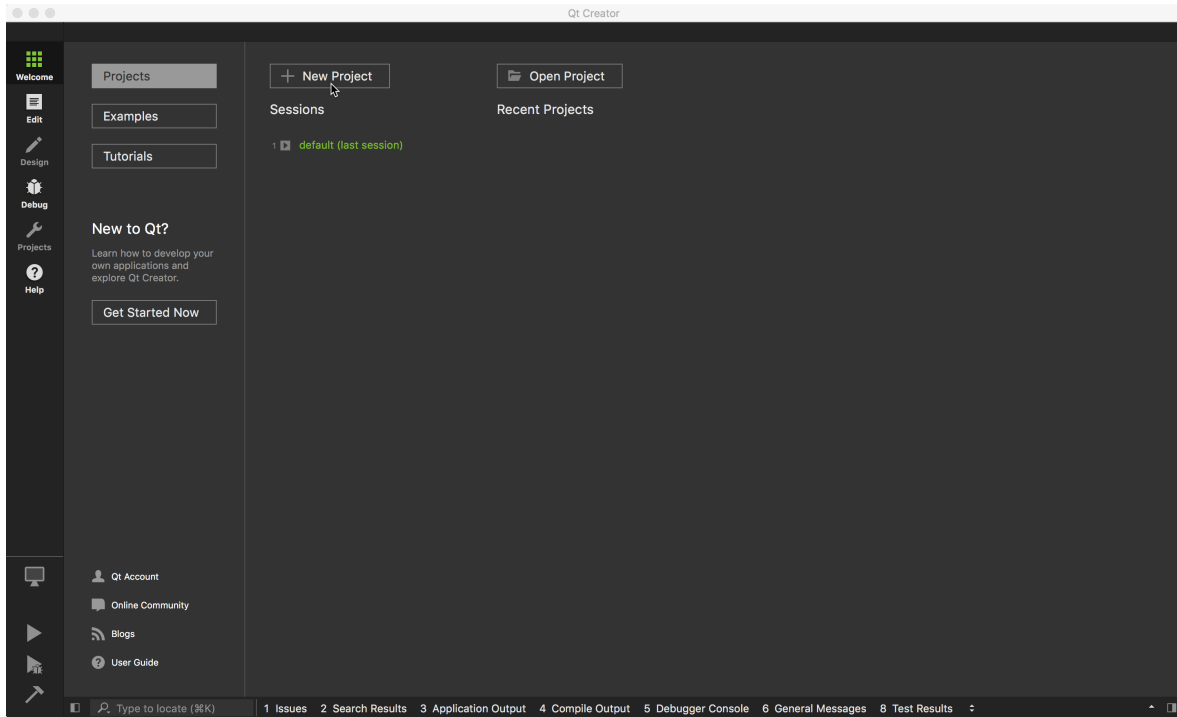 Qt Creator
Welcome
Edit
Design
Debug
Projects
Help
Projects
Examples
Tutorials
New to Qt?
Learn how to develop your
own applications and
explore Qt Creator.
Get Started Now
Qt Account
Online Community
Blogs
User Guide
New Project
Open Project
Sessions
Recent Projects
1 default (last session)
Type to locate (⌘K)
1 Issues 2 Search Results 3 Application Output 4 Compile Output 5 Debugger Console 6 General Messages 8 Test Results